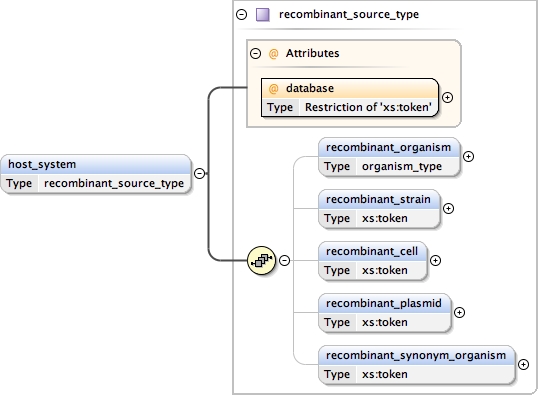 recombinant_source_type
@ Attributes
@ database
Type Restriction of 'xs:token'
host_system
Type recombinant_source_type
recombinant_organism
Type organism_type
recombinant_strain
Type xs:token
recombinant_cell
Type xs:token
recombinant_plasmid
Type xs:token
recombinant_synonym_organism
Type xs:token